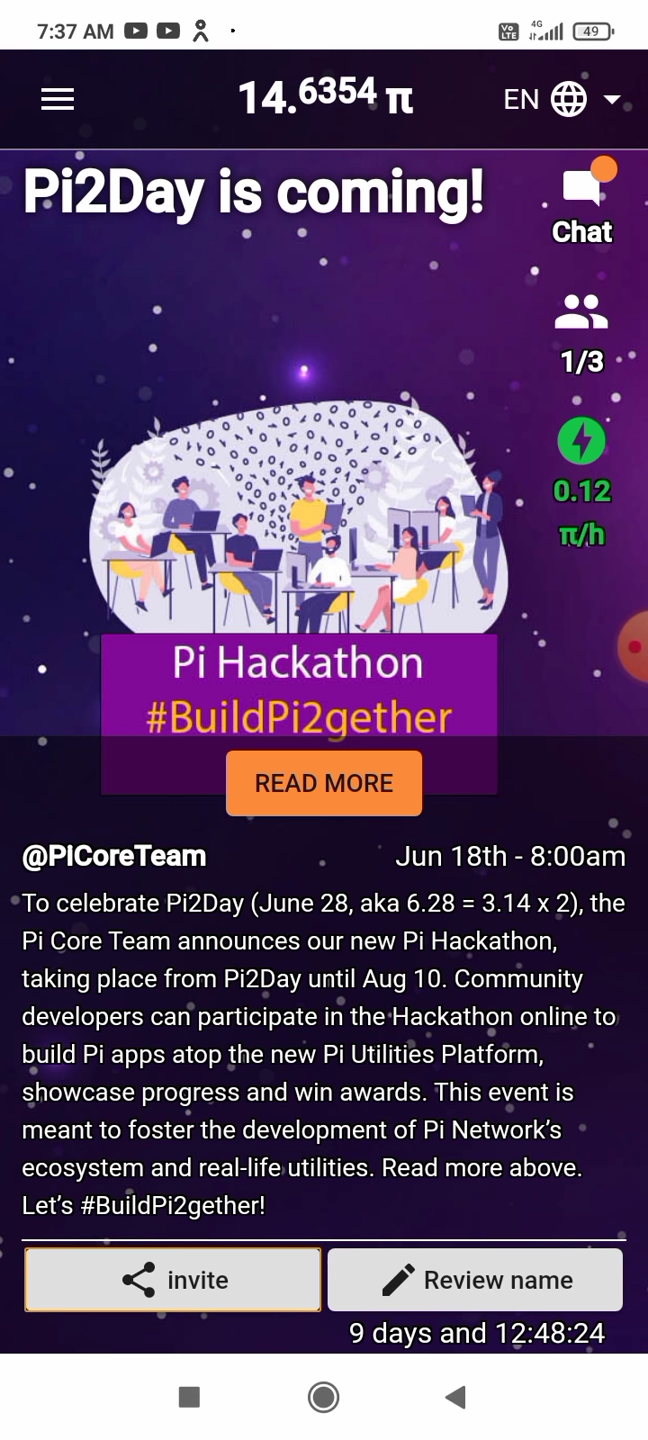 7:37 AM
Vo LTE
4G
49
14.6354 π
EN
Pi2Day is coming!
Chat
1/3
0.12
π/h
Pi Hackathon
#BuildPi2gether
READ MORE
@PiCoreTeam
Jun 18th - 8:00am
To celebrate Pi2Day (June 28, aka 6.28 = 3.14 x 2), the
Pi Core Team announces our new Pi Hackathon,
taking place from Pi2Day until Aug 10. Community
developers can participate in the Hackathon online to
build Pi apps atop the new Pi Utilities Platform,
showcase progress and win awards. This event is
meant to foster the development of Pi Network’s
ecosystem and real-life utilities. Read more above.
Let’s #BuildPi2gether!
invite
Review name
9 days and 12:48:24